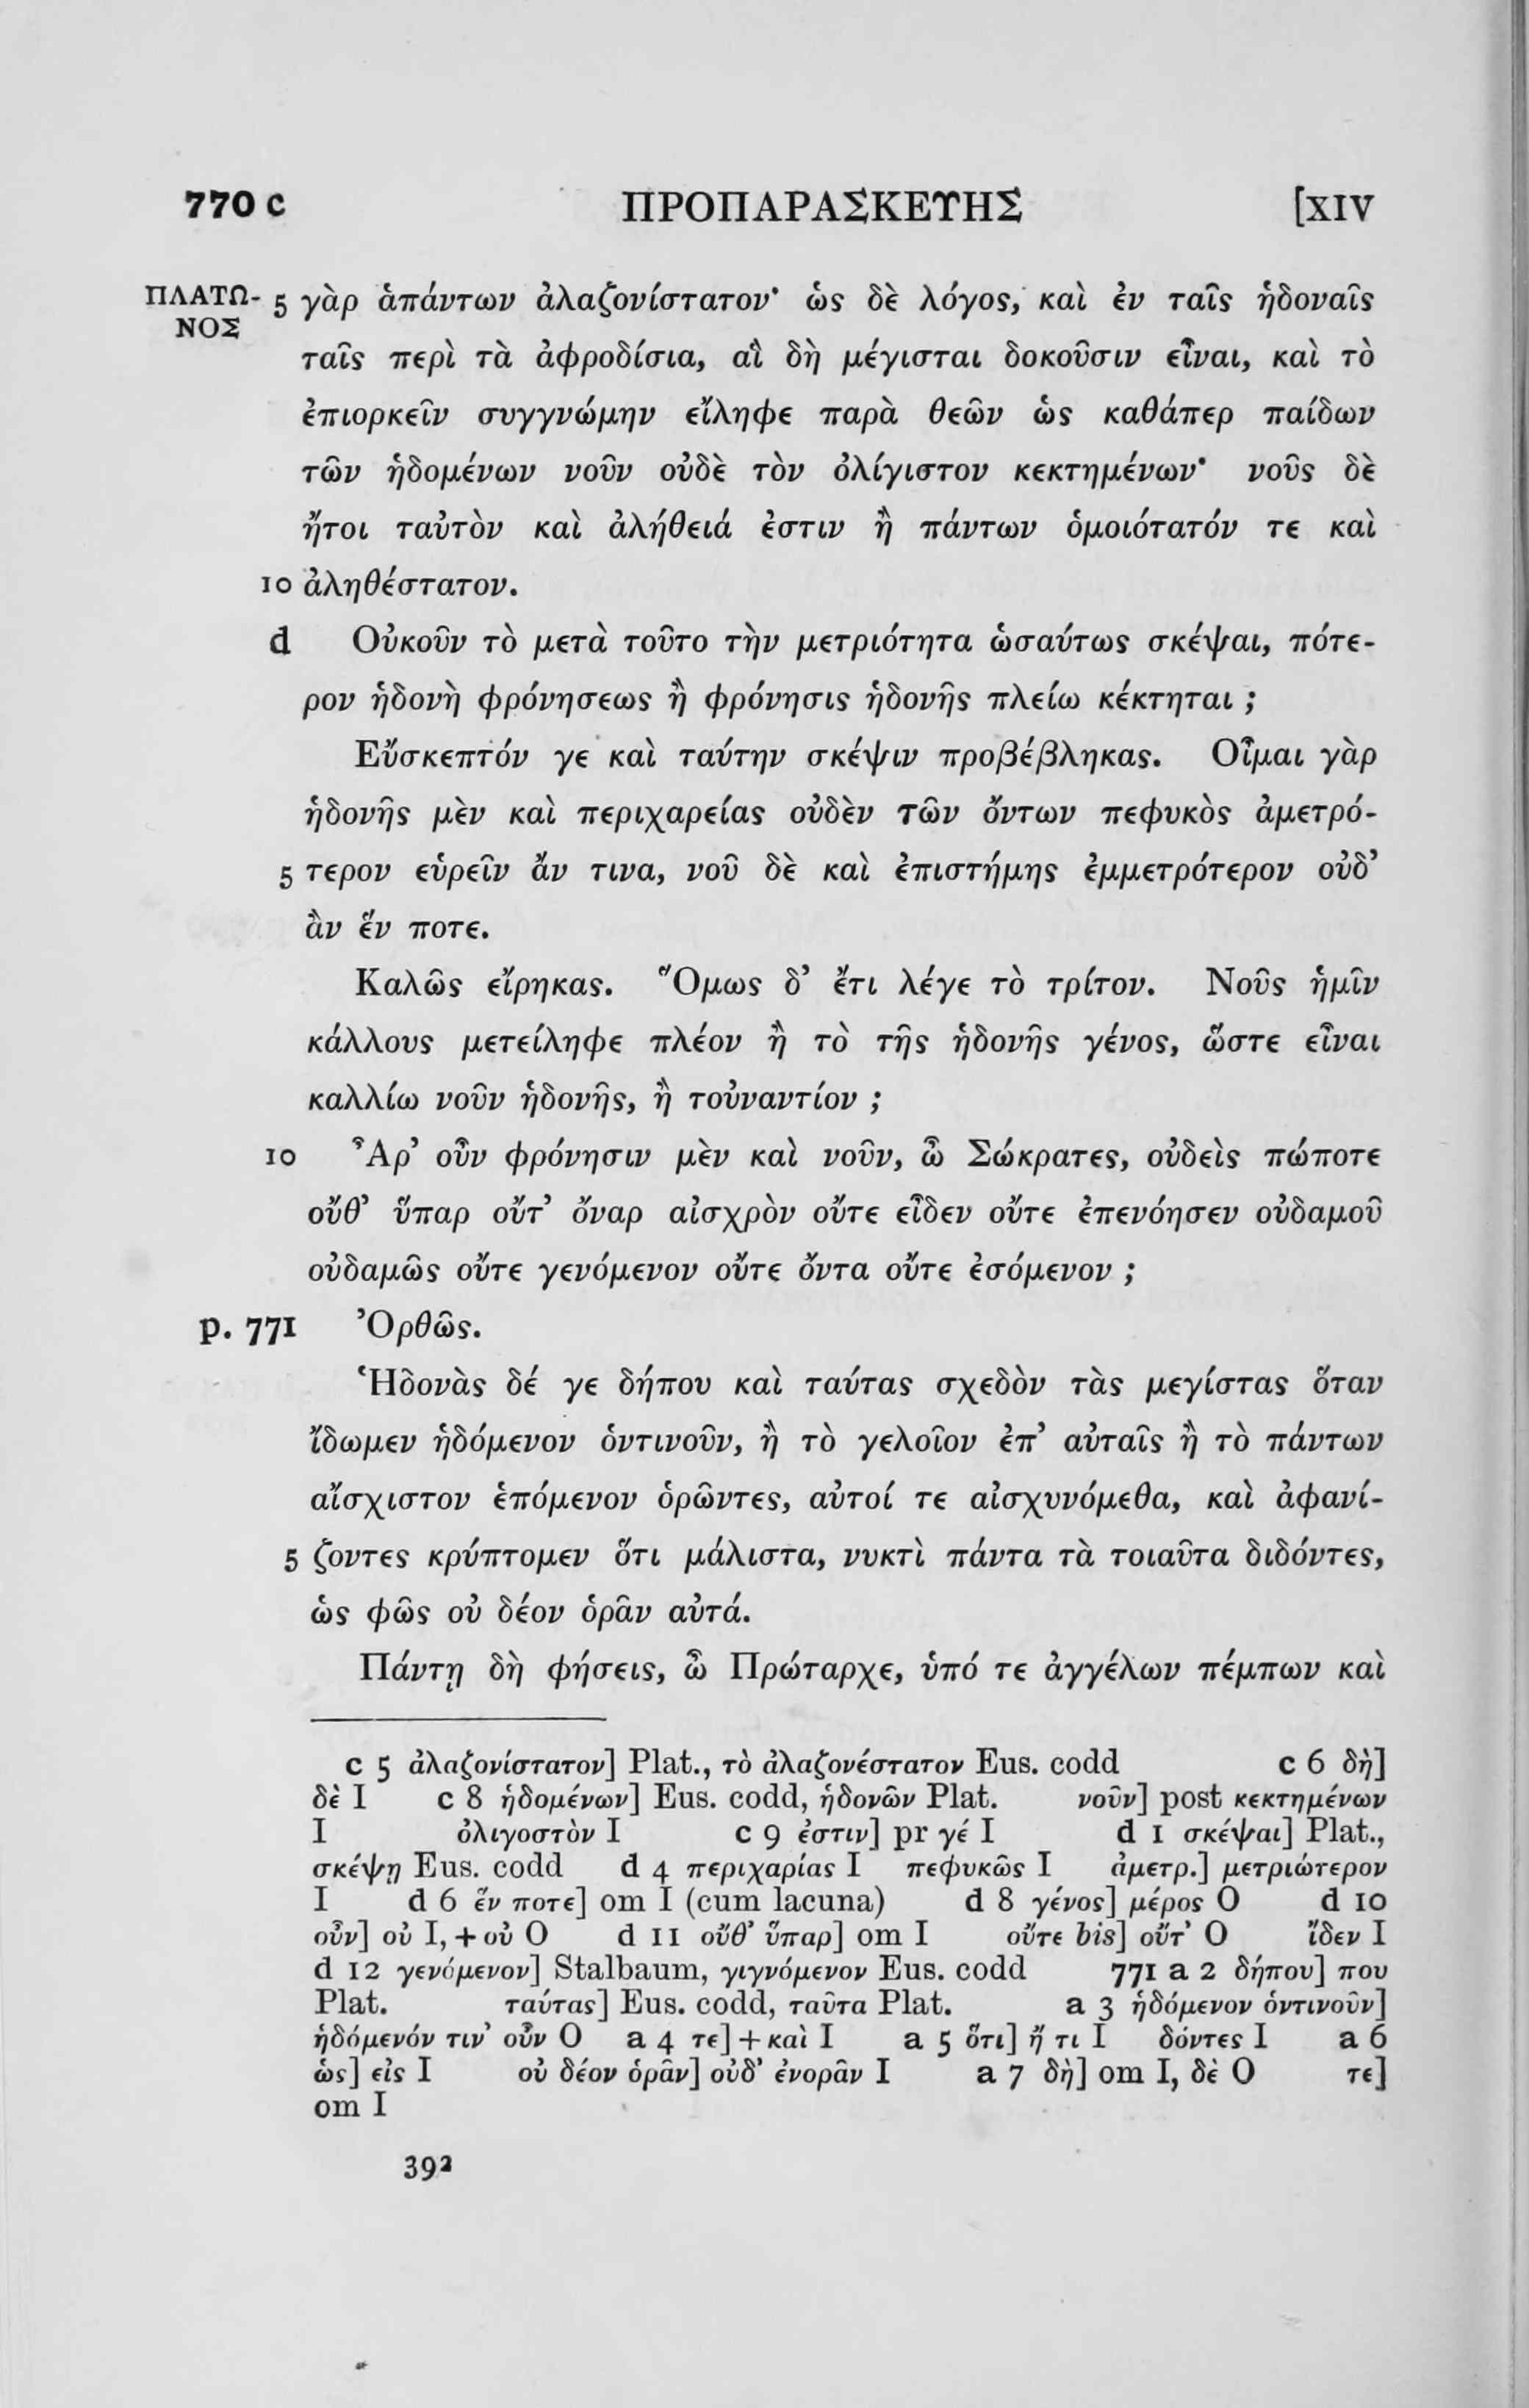 770 c ΠΡΟΠΑΡΑΣΚΕΥΗΣ [XIV
ΠΛΑΤΩ- 5 γὰρ ἁπάντων ἀλαζονίστατον· ὡς δὲ λόγος, καὶ ἐν ταῖς ἡδοναῖς
ΝΟΣ
ταῖς περὶ τὰ ἀφροδίσια, αἳ δὴ μέγισται δοκοῦσιν εἶναι, καὶ τὸ
ἐπιορκεῖν συγγνώμην εἴληφε παρὰ θεῶν ὡς καθάπερ παίδων
τῶν ἡδομένων νοῦν οὐδὲ τὸν ὀλίγιστον κεκτημένων· νοῦς δὲ
ἤτοι ταὐτὸν καὶ ἀλήθειά ἐστιν ἢ πάντων ὁμοιότατόν τε καὶ
10 ἀληθέστατον.
d Οὐκοῦν τὸ μετὰ τοῦτο τὴν μετριότητα ὡσαύτως σκέψαι, πότε-
ρον ἡδονὴ φρόνησεως ἢ φρόνησις ἡδονῆς πλείω κέκτηται ;
Εὔσκεπτόν γε καὶ ταύτην σκέψιν προβέβληκας. Οἶμαι γὰρ
ἡδονῆς μὲν καὶ περιχαρείας οὐδὲν τῶν ὄντων πεφυκὸς ἀμετρό-
5 τερον εὑρεῖν ἄν τινα, νοῦ δὲ καὶ ἐπιστήμης ἐμμετρότερον οὐδ’
ἂν ἕν ποτε.
Καλῶς εἴρηκας. Ὅμως δ’ ἔτι λέγε τὸ τρίτον. Νοῦς ἡμῖν
κάλλους μετείληφε πλέον ἢ τὸ τῆς ἡδονῆς γένος, ὥστε εἶναι
καλλίω νοῦν ἡδονῆς, ἢ τοὐναντίον ;
10 Ἆρ’ οὖν φρόνησιν μὲν καὶ νοῦν, ὦ Σώκρατες, οὐδεὶς πώποτε
οὔθ’ ὕπαρ οὔτ’ ὄναρ αἰσχρὸν οὔτε εἶδεν οὔτε ἐπενόησεν οὐδαμοῦ
οὐδαμῶς οὔτε γενόμενον οὔτε ὄντα οὔτε ἐσόμενον ;
p. 771 Ὀρθῶς.
Ἡδονὰς δέ γε δήπου καὶ ταύτας σχεδὸν τὰς μεγίστας ὅταν
ἴδωμεν ἡδόμενον ὁντινοῦν, ἢ τὸ γελοῖον ἐπ’ αὐταῖς ἢ τὸ πάντων
αἴσχιστον ἑπόμενον ὁρῶντες, αὐτοί τε αἰσχυνόμεθα, καὶ ἀφανί-
5 ζοντες κρύπτομεν ὅτι μάλιστα, νυκτὶ πάντα τὰ τοιαῦτα διδόντες,
ὡς φῶς οὐ δέον ὁρᾶν αὐτά.
Πάντῃ δὴ φήσεις, ὦ Πρώταρχε, ὑπό τε ἀγγέλων πέμπων καὶ
c 5 ἀλαζονίστατον] Plat., τὸ ἀλαζονέστατον Eus. codd c 6 δὴ]
δὲ I c 8 ἡδομένων] Eus. codd, ἡδονῶν Plat. νοῦν] post κεκτημένων
I ὀλιγοστὸν I c 9 ἐστιν] pr γέ I d 1 σκέψαι] Plat.,
σκέψῃ Eus. codd d 4 περιχαρίας I πεφυκῶς I ἀμετρ.] μετριώτερον
I d 6 ἕν ποτε] om I (cum lacuna) d 8 γένος] μέρος O d 10
οὖν] οὐ I, + οὐ O d 11 οὔθ’ ὕπαρ] om I οὔτε bis] οὔτ’ O ἴδεν I
d 12 γενόμενον] Stalbaum, γιγνόμενον Eus. codd 771 a 2 δήπου] που
Plat. ταύτας] Eus. codd, ταῦτα Plat. a 3 ἡδόμενον ὁντινοῦν]
ἡδόμενόν τιν’ οὖν O a 4 τε] + καὶ I a 5 ὅτι] ἤ τι I δόντες I a 6
ὡς] εἰς I οὐ δέον ὁρᾶν] οὐδ’ ἐνορᾶν I a 7 δὴ] om I, δὲ O τε]
om I
392